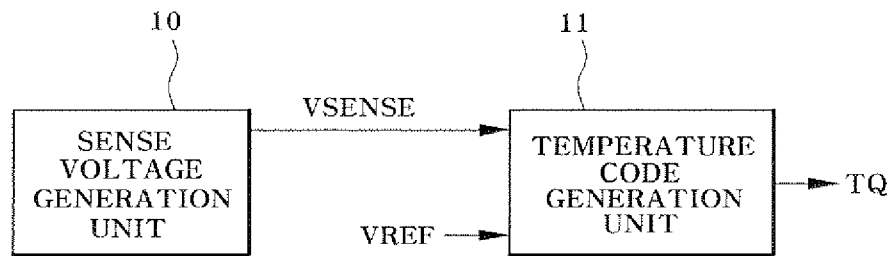 10
11
VSENSE
SENSE
VOLTAGE
GENERATION
UNIT
TEMPERATURE
CODE
GENERATION
UNIT
TQ
VREF